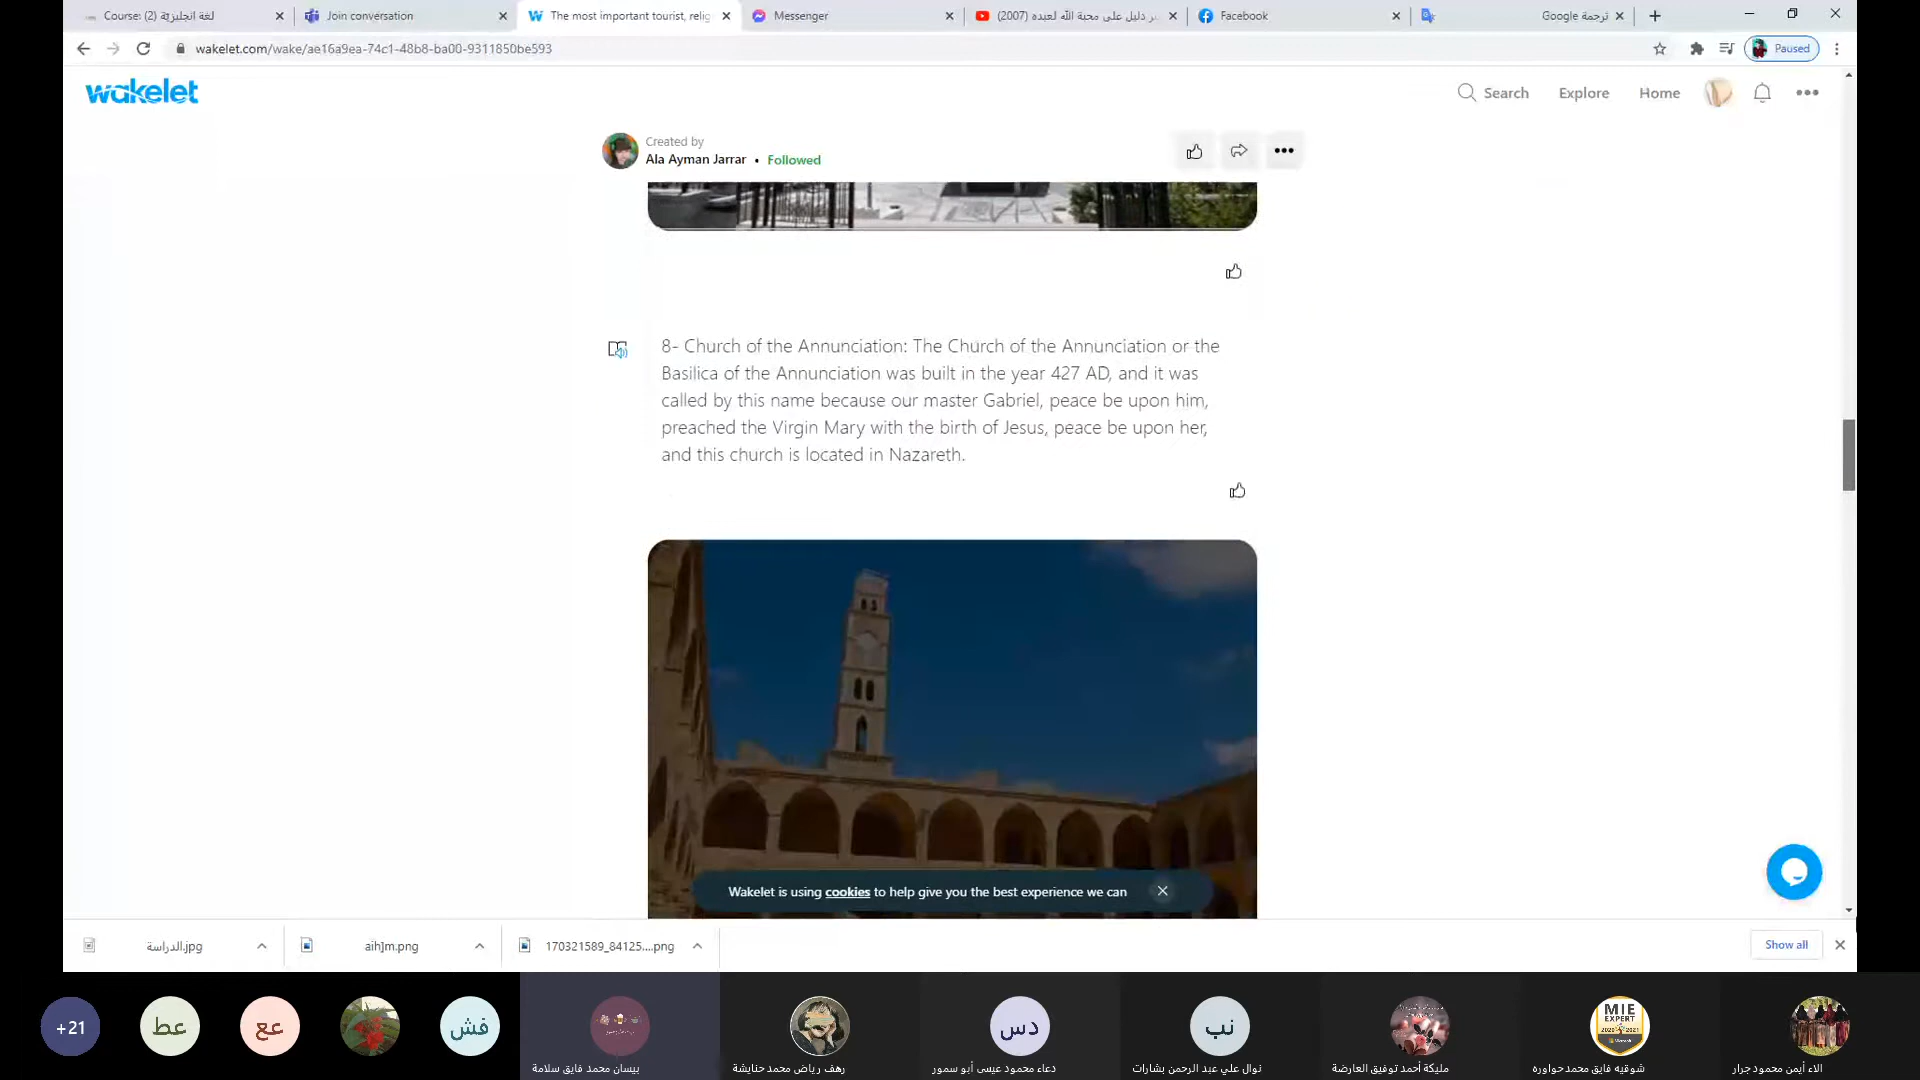 Course: (2) لغة انجليزية
Join conversation
The most important tourist, relig
Messenger
ر دليل على محبة الله لعبده (2007)
Facebook
ترجمة Google
wakelet.com/wake/ae16a9ea-74c1-48b8-ba00-9311850be593
Paused
wakelet
Search
Explore
Home
Created by
Ala Ayman Jarrar • Followed
8- Church of the Annunciation: The Church of the Annunciation or the
Basilica of the Annunciation was built in the year 427 AD, and it was
called by this name because our master Gabriel, peace be upon him,
preached the Virgin Mary with the birth of Jesus, peace be upon her,
and this church is located in Nazareth.
Wakelet is using cookies to help give you the best experience we can
الدراسة.jpg
aih]m.png
170321589_84125....png
Show all
+21
عط
عع
فش
دس
نب
MIE
EXPERT
2020 2021
بيسان محمد فايق سلامة
رهف رياض محمد حنايشة
دعاء محمود عيسى أبو سمور
نوال علي عبد الرحمن بشارات
مليكة أحمد توفيق العارضة
شوقيه فايق محمد حواوره
الاء أيمن محمود جرار